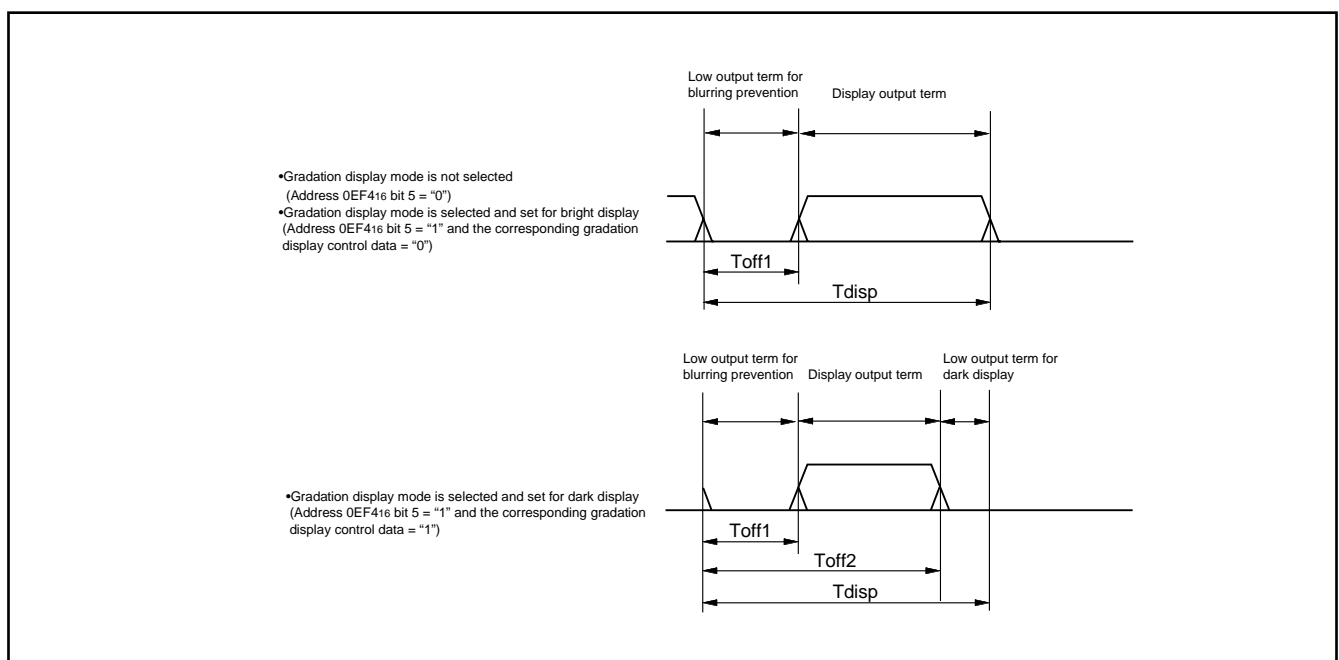 Low output term for
blurring prevention
Display output term
•Gradation display mode is not selected
(Address 0EF416 bit 5 = “0”)
•Gradation display mode is selected and set for bright display
(Address 0EF416 bit 5 = “1” and the corresponding gradation
display control data = “0”)
Toff1
Tdisp
Low output term for
blurring prevention
Display output term
Low output term for
dark display
•Gradation display mode is selected and set for dark display
(Address 0EF416 bit 5 = “1” and the corresponding gradation
display control data = “1”)
Toff1
Toff2
Tdisp